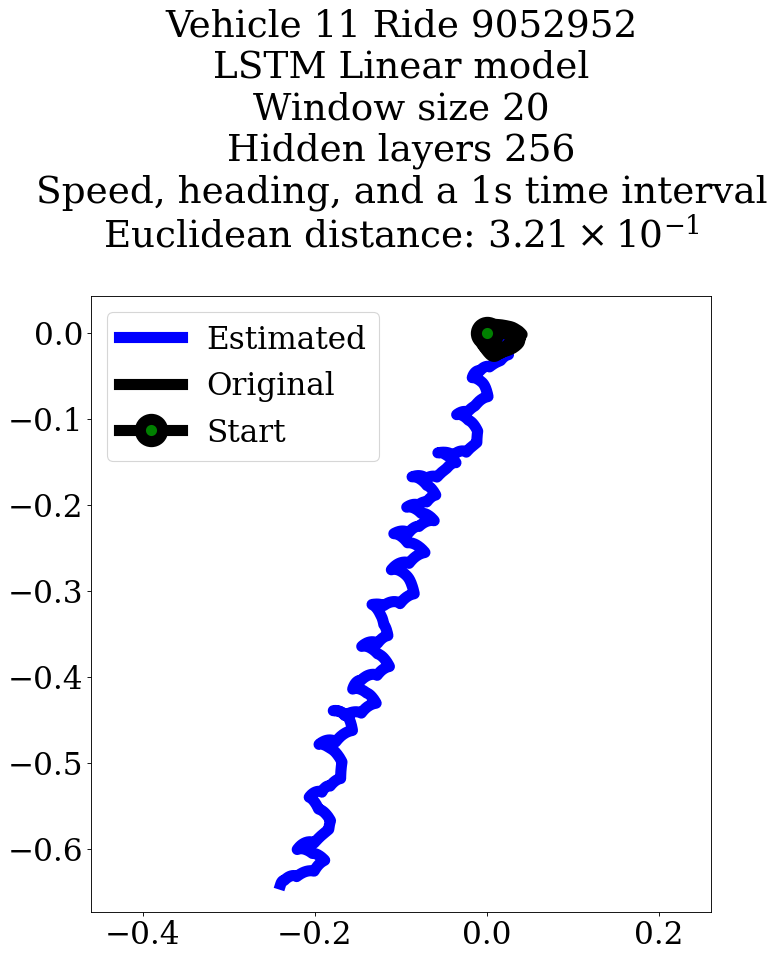 Vehicle 11 Ride 9052952
LSTM Linear model
Window size 20
Hidden layers 256
Speed, heading, and a 1s time interval
Euclidean distance: 3.21 × 10⁻¹
Estimated
Original
Start
0.0
−0.1
−0.2
−0.3
−0.4
−0.5
−0.6
−0.4 −0.2 0.0 0.2